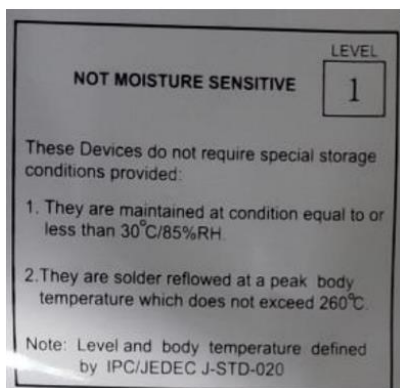 LEVEL
NOT MOISTURE SENSITIVE
1
These Devices do not require special storage
conditions provided:
1. They are maintained at condition equal to or
less than 30°C/85%RH.
2.They are solder reflowed at a peak body
temperature which does not exceed 260°C.
Note: Level and body temperature defined
by IPC/JEDEC J-STD-020